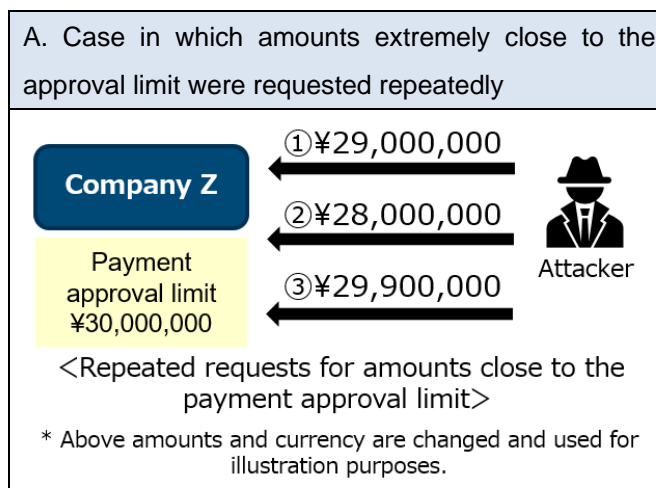 A. Case in which amounts extremely close to the
approval limit were requested repeatedly
①¥29,000,000
Company Z
②¥28,000,000
Payment
approval limit
¥30,000,000
Attacker
③¥29,900,000
<Repeated requests for amounts close to the
payment approval limit>
* Above amounts and currency are changed and used for
illustration purposes.